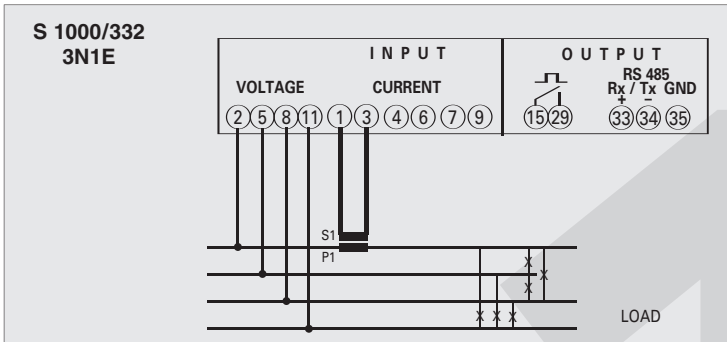 S 1000/332
3N1E
INPUT
OUTPUT
VOLTAGE
CURRENT
RS 485
Rx / Tx GND
+ −
2 5 8 11 1 3 4 6 7 9
15 29
33 34 35
S1
P1
x
x
x
x x x
LOAD